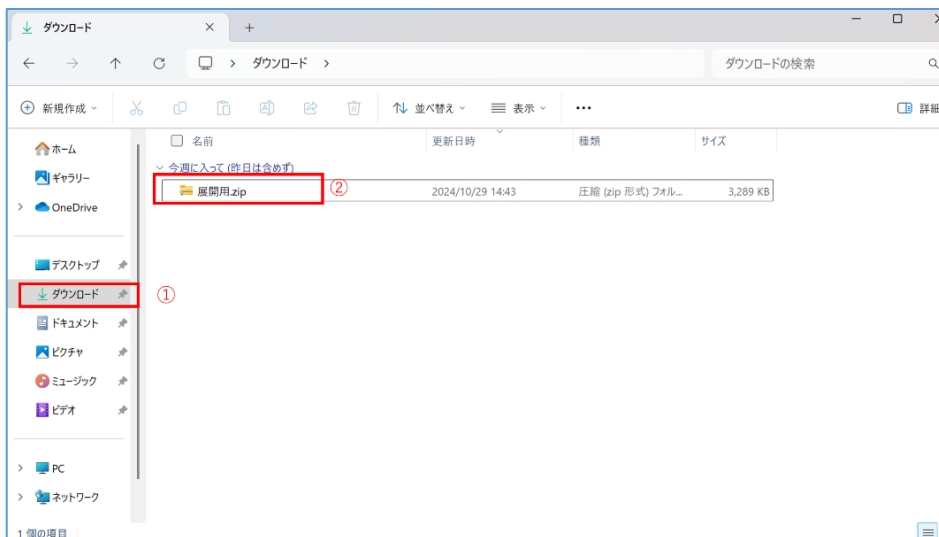 ダウンロード
ダウンロード
ダウンロードの検索
新規作成
並べ替え
表示
詳細
名前 更新日時 種類 サイズ
今週に入って (昨日は含めず)
展開用.zip ② 2024/10/29 14:43 圧縮 (zip 形式) フォル... 3,289 KB
ホーム
ギャラリー
OneDrive
デスクトップ
ダウンロード ①
ドキュメント
ピクチャ
ミュージック
ビデオ
PC
ネットワーク
1 個の項目